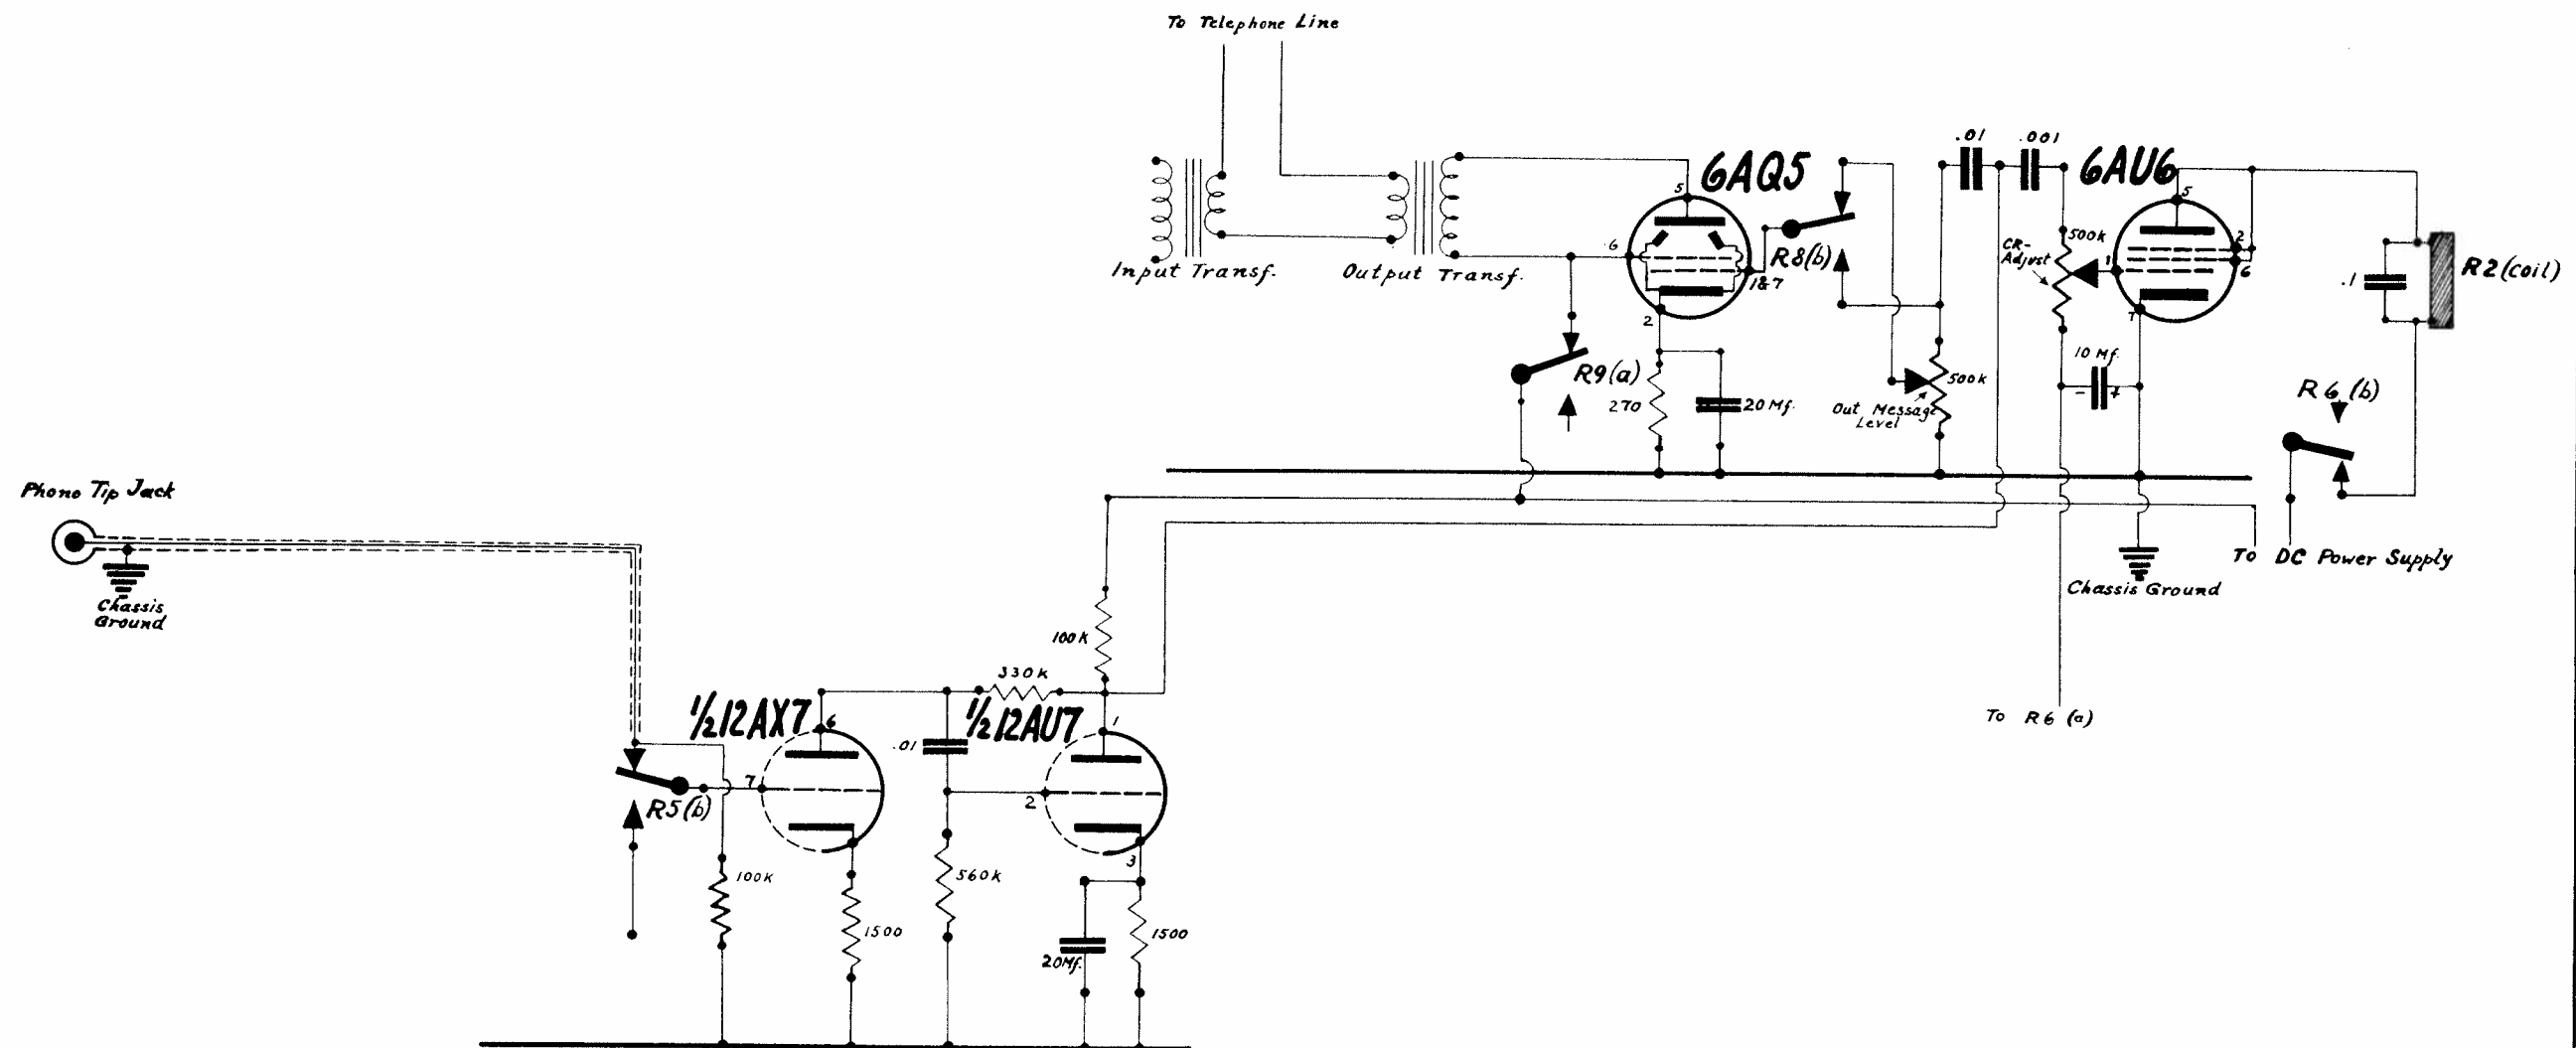 To Telephone Line
.01
.001
6AQ5
6AU6
5
5
500K
2
CR-
Adjust
1
6
6
R8(b)
1&7
Input Transf.
Output Transf.
.1
R2(coil)
2
7
10 Mf.
- +
R9(a)
500K
270
20 Mf.
Out Message
Level
R6 (b)
Phono Tip Jack
To DC Power Supply
Chassis Ground
Chassis
Ground
100K
330K
1/2 12AX7
6
1/2 12AU7
1
To R6 (a)
.01
7
2
R5(b)
3
100K
560K
1500
1500
20Mf.